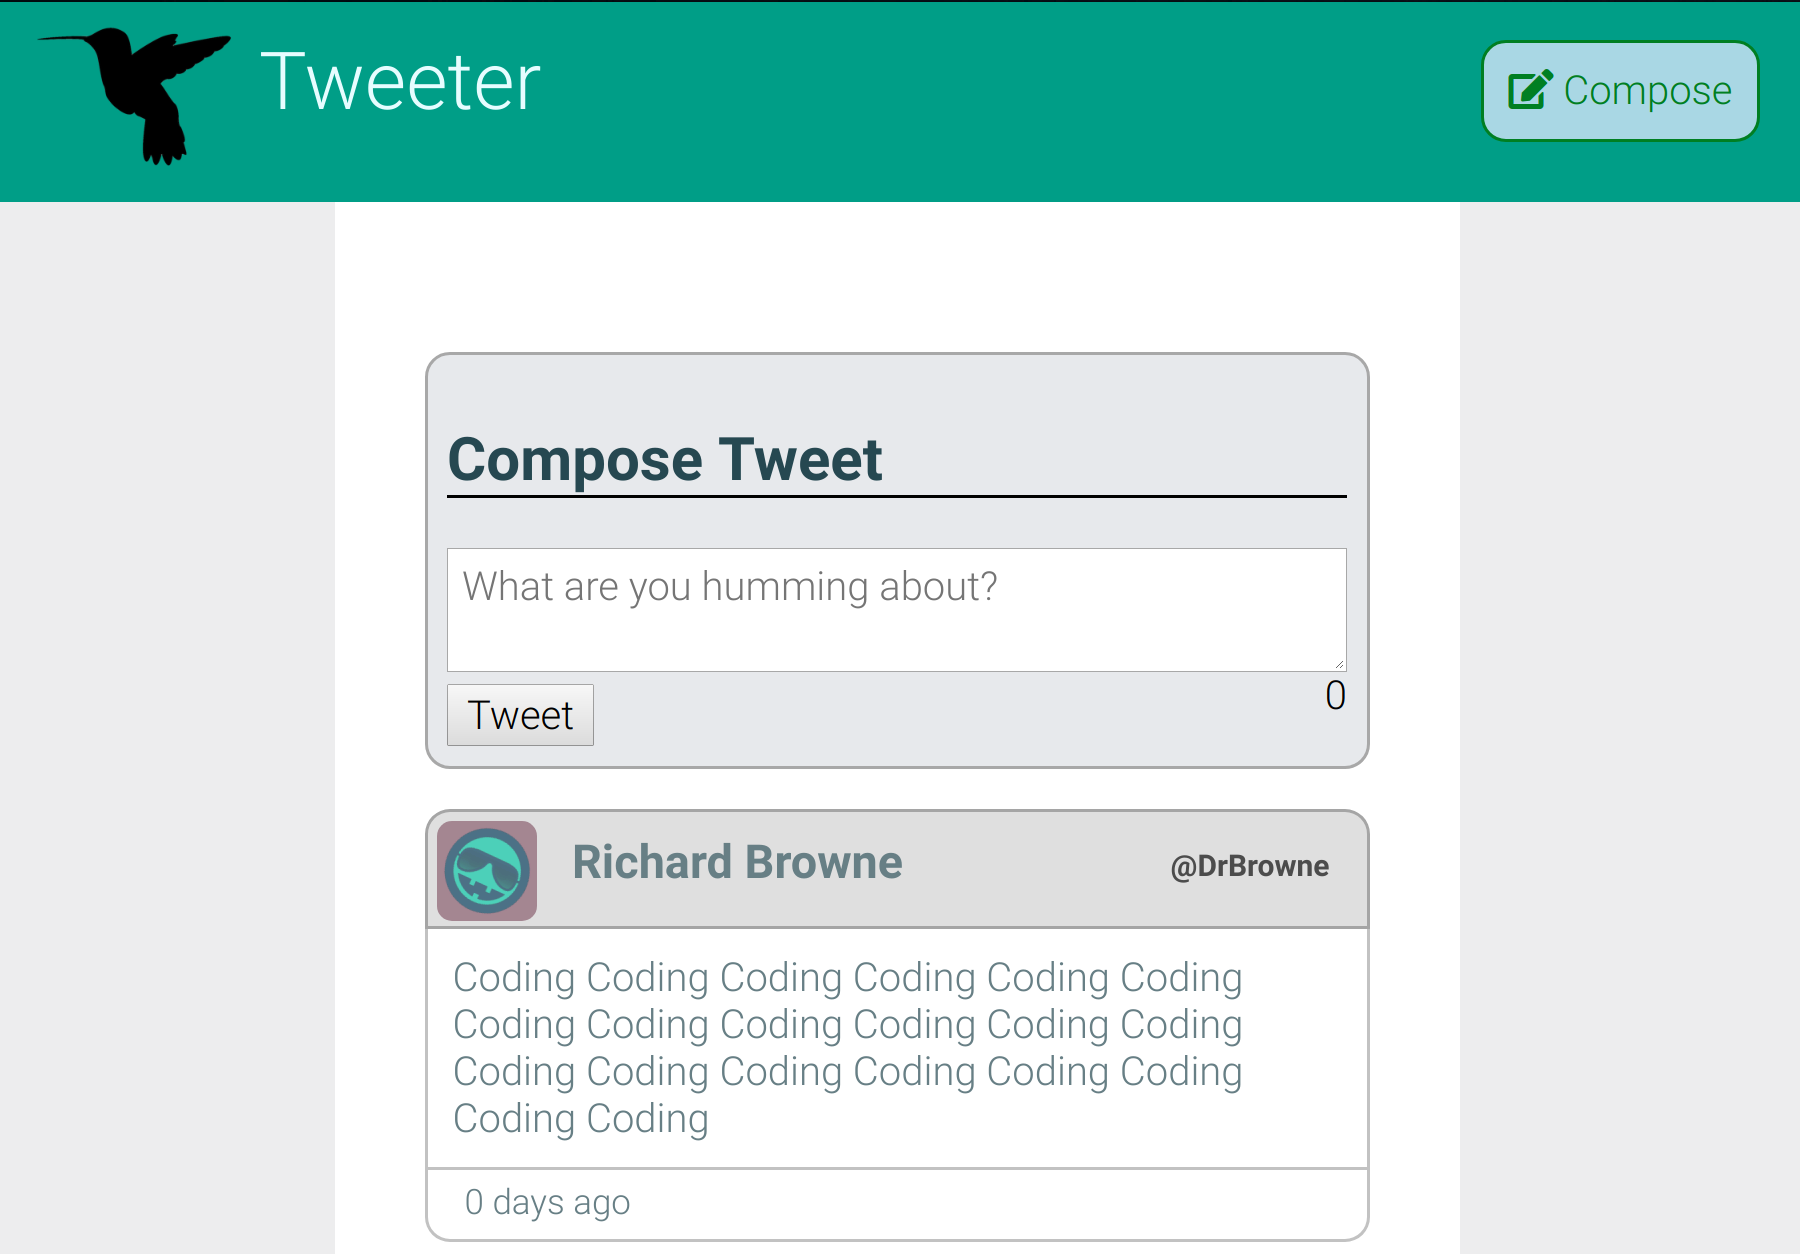 Tweeter
Compose
Compose Tweet
What are you humming about?
Tweet
0
Richard Browne
@DrBrowne
Coding Coding Coding Coding Coding Coding
Coding Coding Coding Coding Coding Coding
Coding Coding Coding Coding Coding Coding
Coding Coding
0 days ago